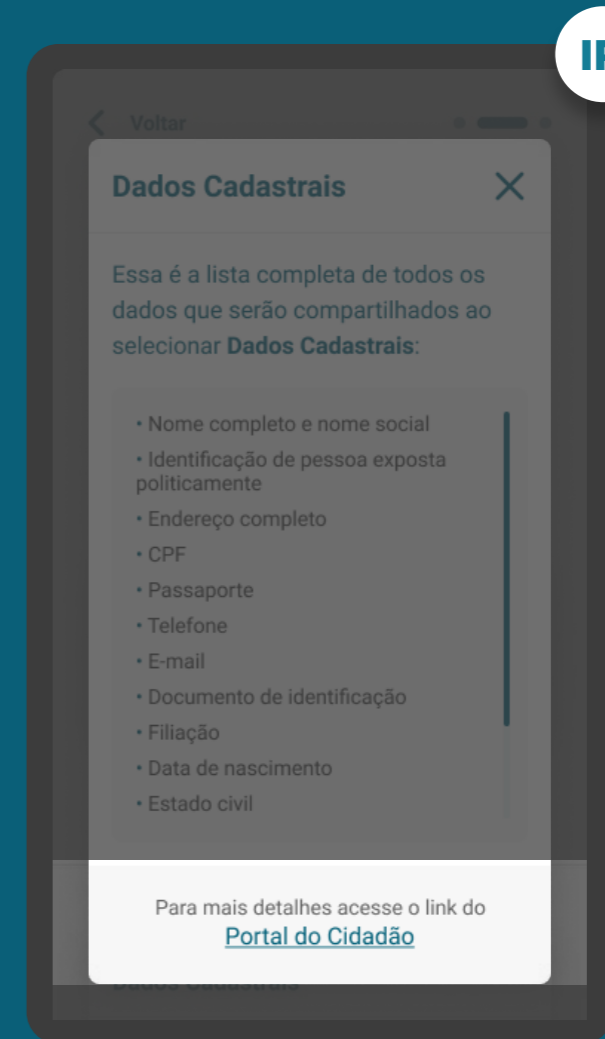 IF
Voltar
Dados Cadastrais
Essa é a lista completa de todos os
dados que serão compartilhados ao
selecionar Dados Cadastrais:
• Nome completo e nome social
• Identificação de pessoa exposta
politicamente
• Endereço completo
• CPF
• Passaporte
• Telefone
• E-mail
• Documento de identificação
• Filiação
• Data de nascimento
• Estado civil
Para mais detalhes acesse o link do
Portal do Cidadão
Dados Cadastrais